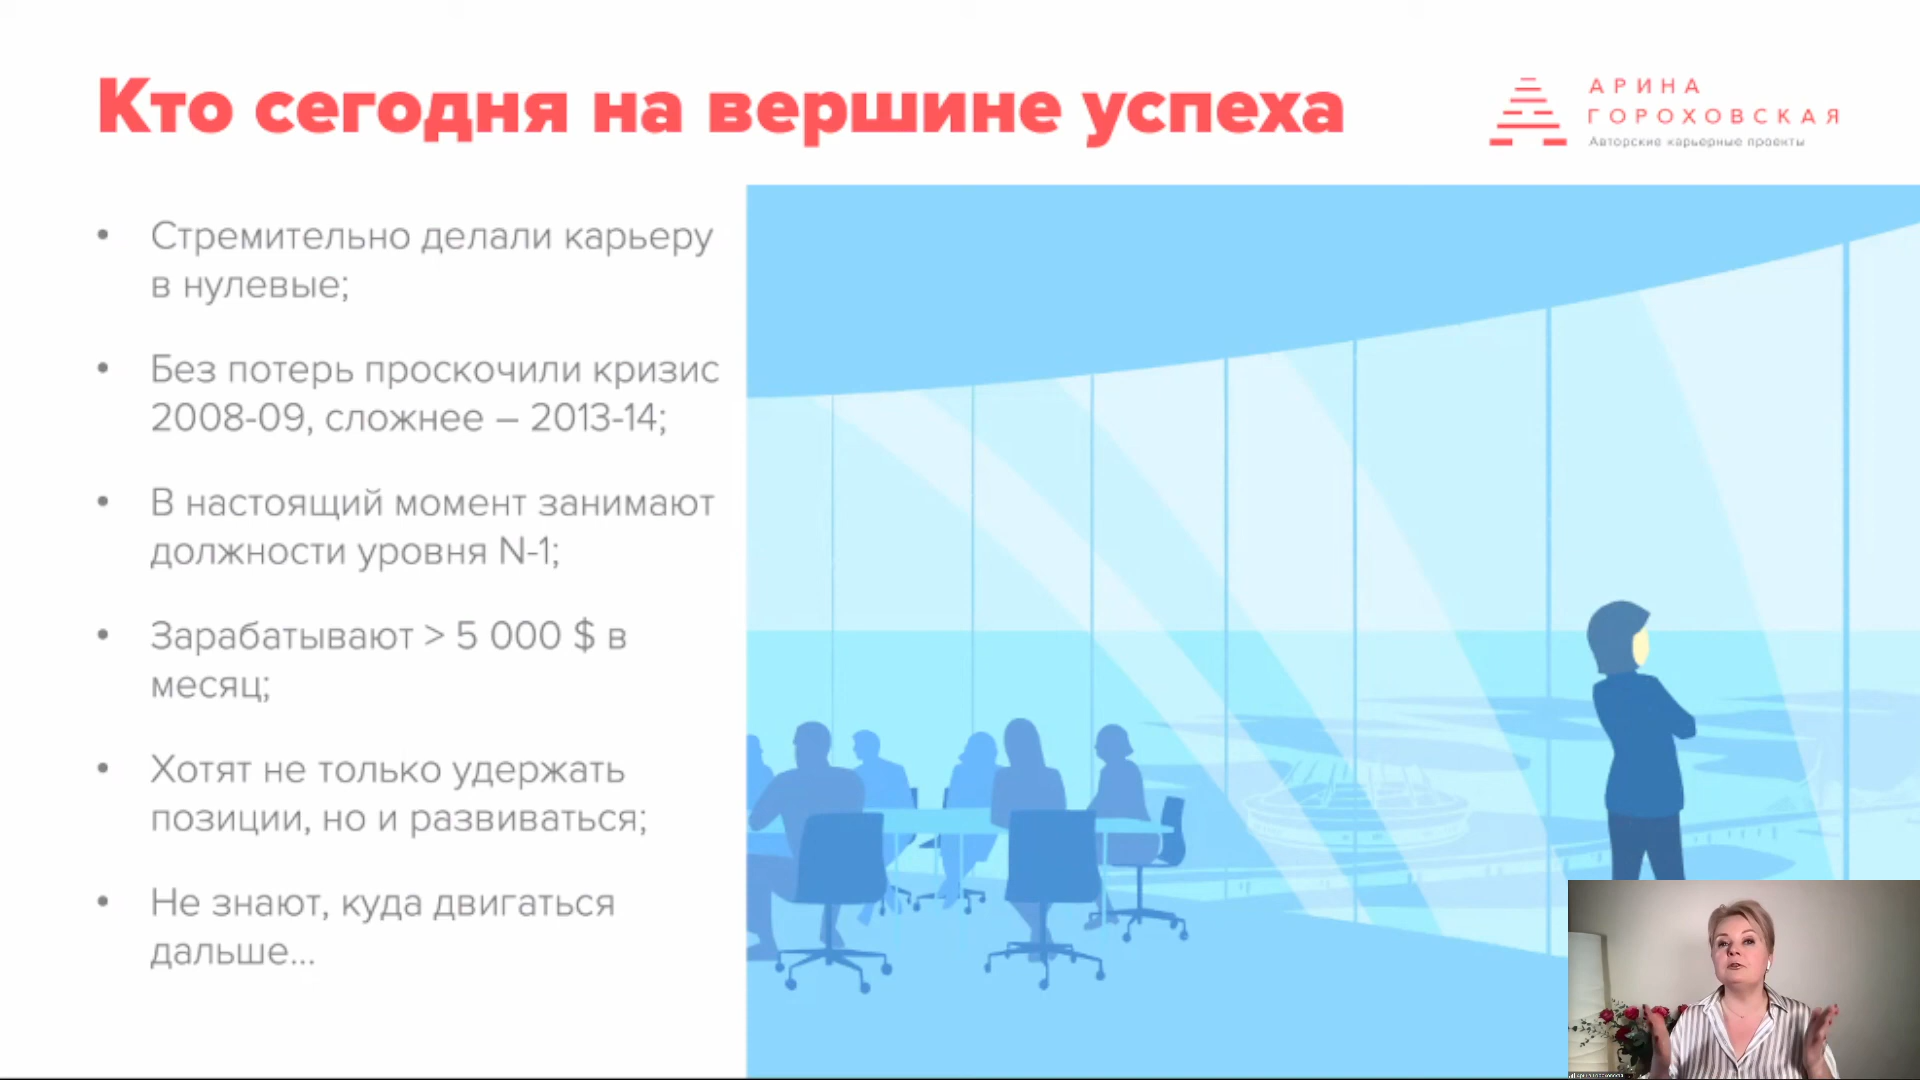 Кто сегодня на вершине успеха
АРИНА
ГОРОХОВСКАЯ
Авторские карьерные проекты
• Стремительно делали карьеру
в нулевые;
• Без потерь проскочили кризис
2008-09, сложнее – 2013-14;
• В настоящий момент занимают
должности уровня N-1;
• Зарабатывают > 5 000 $ в
месяц;
• Хотят не только удержать
позиции, но и развиваться;
• Не знают, куда двигаться
дальше...